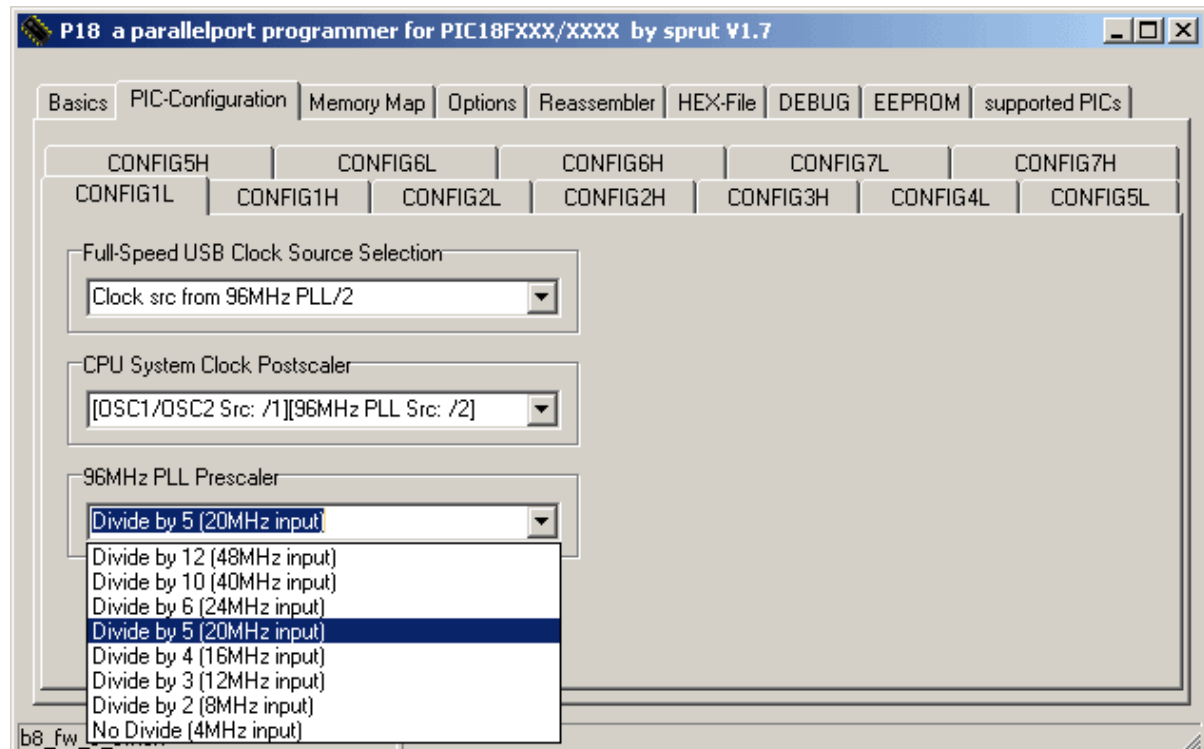 P18 a parallelport programmer for PIC18FXXX/XXXX by sprut V1.7
Basics PIC-Configuration Memory Map Options Reassembler HEX-File DEBUG EEPROM supported PICs
CONFIG5H CONFIG6L CONFIG6H CONFIG7L CONFIG7H
CONFIG1L CONFIG1H CONFIG2L CONFIG2H CONFIG3H CONFIG4L CONFIG5L
Full-Speed USB Clock Source Selection
Clock src from 96MHz PLL/2
CPU System Clock Postscaler
[OSC1/OSC2 Src: /1][96MHz PLL Src: /2]
96MHz PLL Prescaler
Divide by 5 (20MHz input)
Divide by 12 (48MHz input)
Divide by 10 (40MHz input)
Divide by 6 (24MHz input)
Divide by 5 (20MHz input)
Divide by 4 (16MHz input)
Divide by 3 (12MHz input)
Divide by 2 (8MHz input)
No Divide (4MHz input)